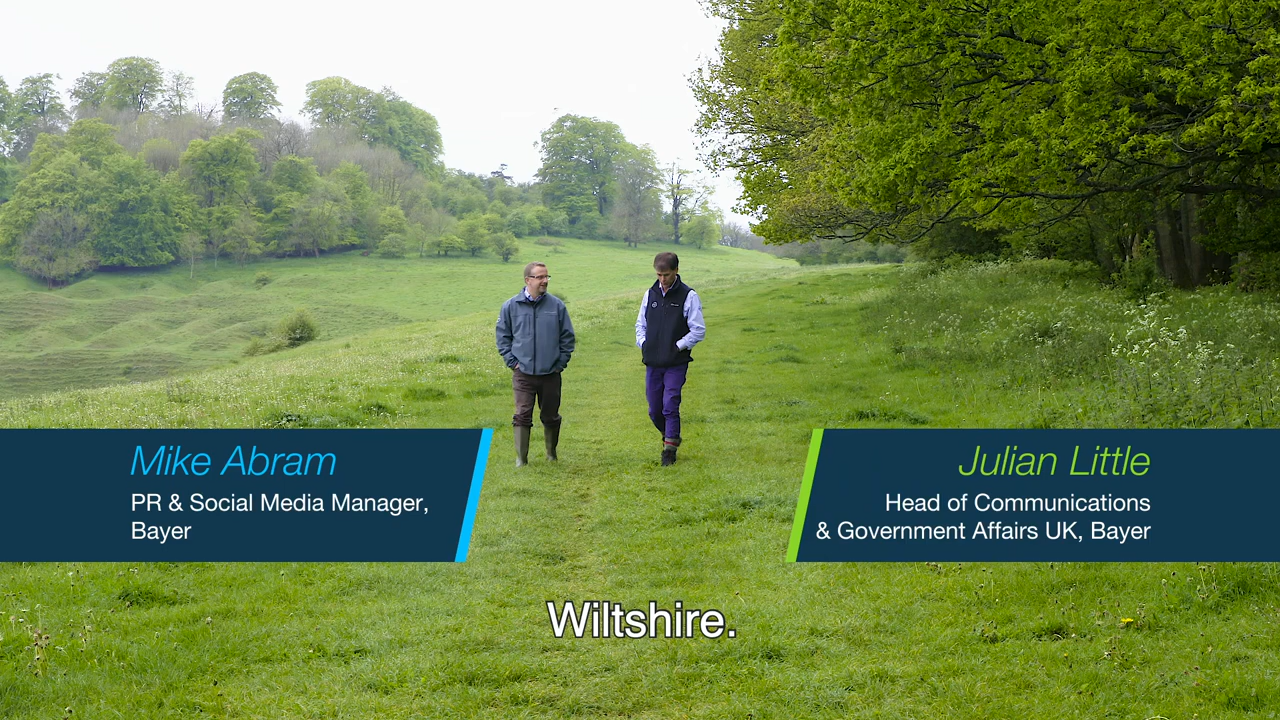 Mike Abram
PR & Social Media Manager,
Bayer
Julian Little
Head of Communications
& Government Affairs UK, Bayer
Wiltshire.